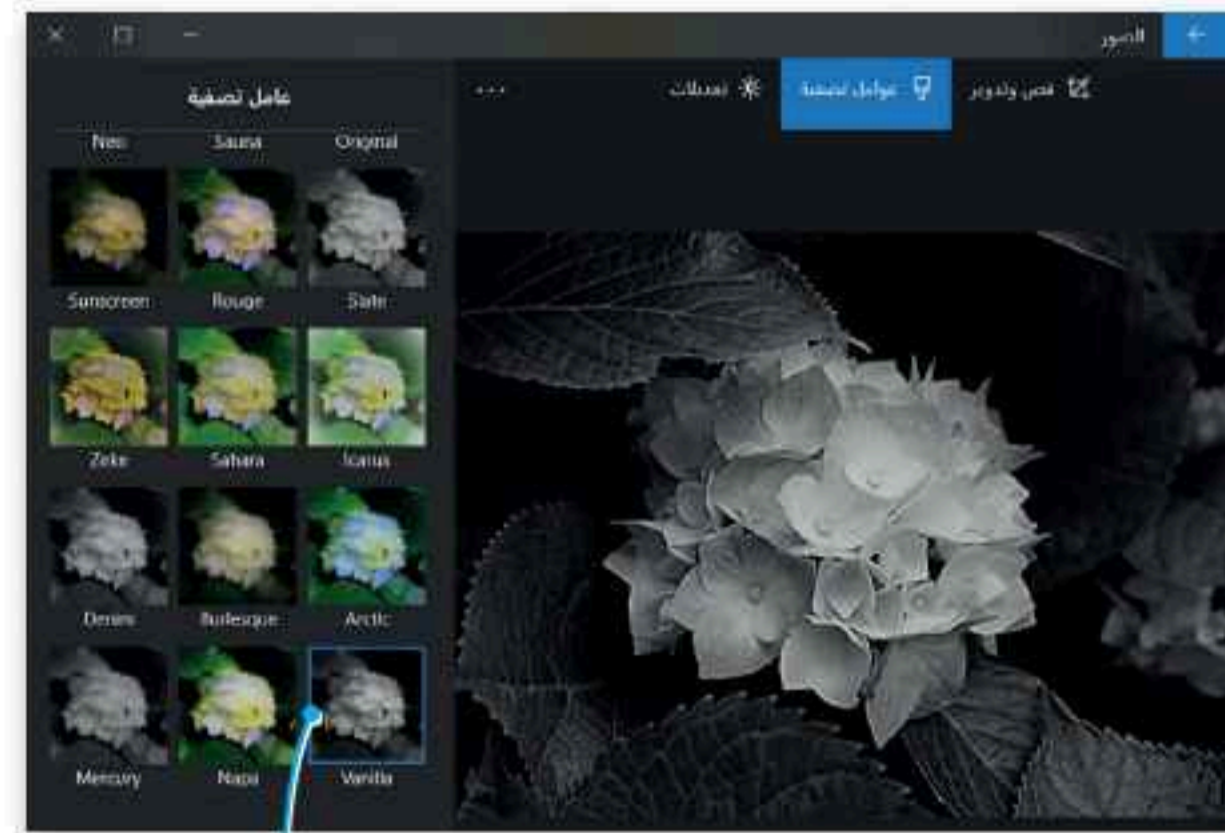 الصور
قص وتدوير
عوامل تصفية
تعديلات
عامل تصفية
Neo Sauna Original
Sunscreen Rouge Slate
Zeke Sahara Icarus
Denim Burlesque Arctic
Mercury Napa Vanilla